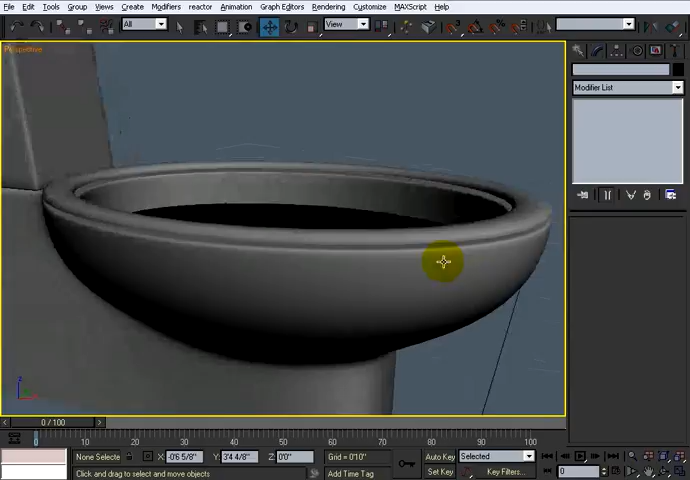 File Edit Tools Group Views Create Modifiers reactor Animation Graph Editors Rendering Customize MAXScript Help
All View
Perspective
Modifier List
z
0 / 100
0 10 20 30 40 50 60 70 80 90 100
None Selecte X: -0'6 5/8" Y: 3'4 4/8" Z: 0'0" Grid = 0'10" Auto Key Selected
Click and drag to select and move objects Add Time Tag Set Key Key Filters... 0